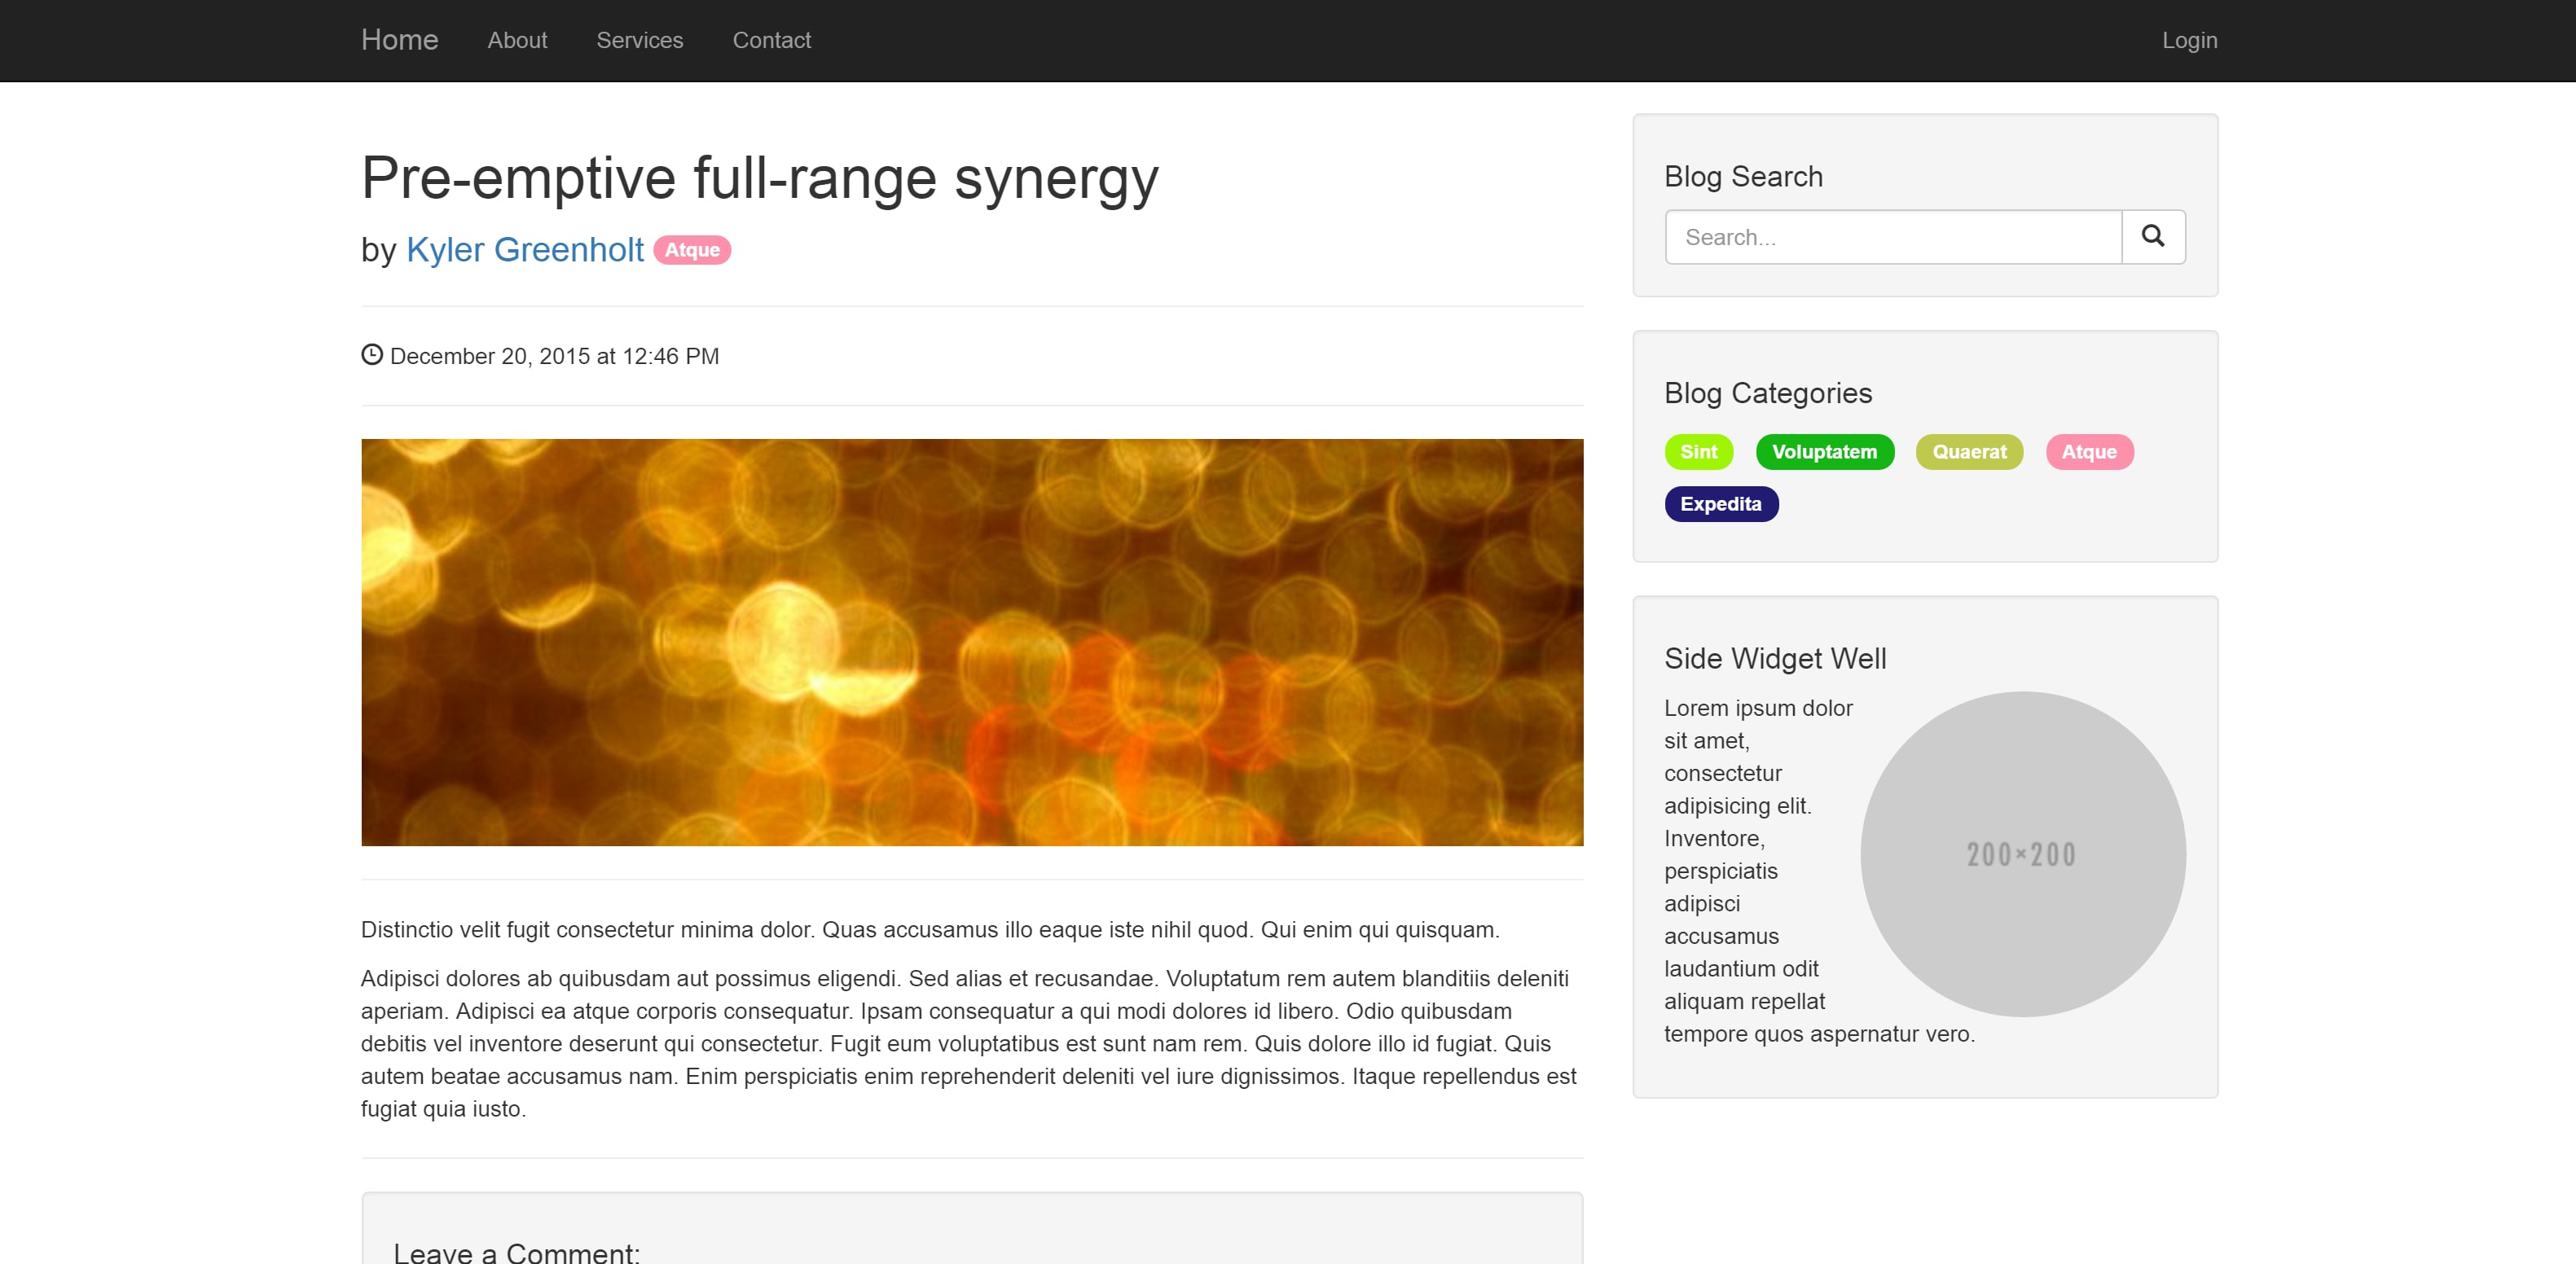 Home About Services Contact Login
Pre-emptive full-range synergy
by Kyler Greenholt Atque
December 20, 2015 at 12:46 PM
Distinctio velit fugit consectetur minima dolor. Quas accusamus illo eaque iste nihil quod. Qui enim qui quisquam.
Adipisci dolores ab quibusdam aut possimus eligendi. Sed alias et recusandae. Voluptatum rem autem blanditiis deleniti
aperiam. Adipisci ea atque corporis consequatur. Ipsam consequatur a qui modi dolores id libero. Odio quibusdam
debitis vel inventore deserunt qui consectetur. Fugit eum voluptatibus est sunt nam rem. Quis dolore illo id fugiat. Quis
autem beatae accusamus nam. Enim perspiciatis enim reprehenderit deleniti vel iure dignissimos. Itaque repellendus est
fugiat quia iusto.
Leave a Comment:
Blog Search
Search...
Blog Categories
Sint Voluptatem Quaerat Atque
Expedita
Side Widget Well
Lorem ipsum dolor
sit amet,
consectetur
adipisicing elit.
Inventore,
perspiciatis
adipisci
accusamus
laudantium odit
aliquam repellat
tempore quos aspernatur vero.
200×200